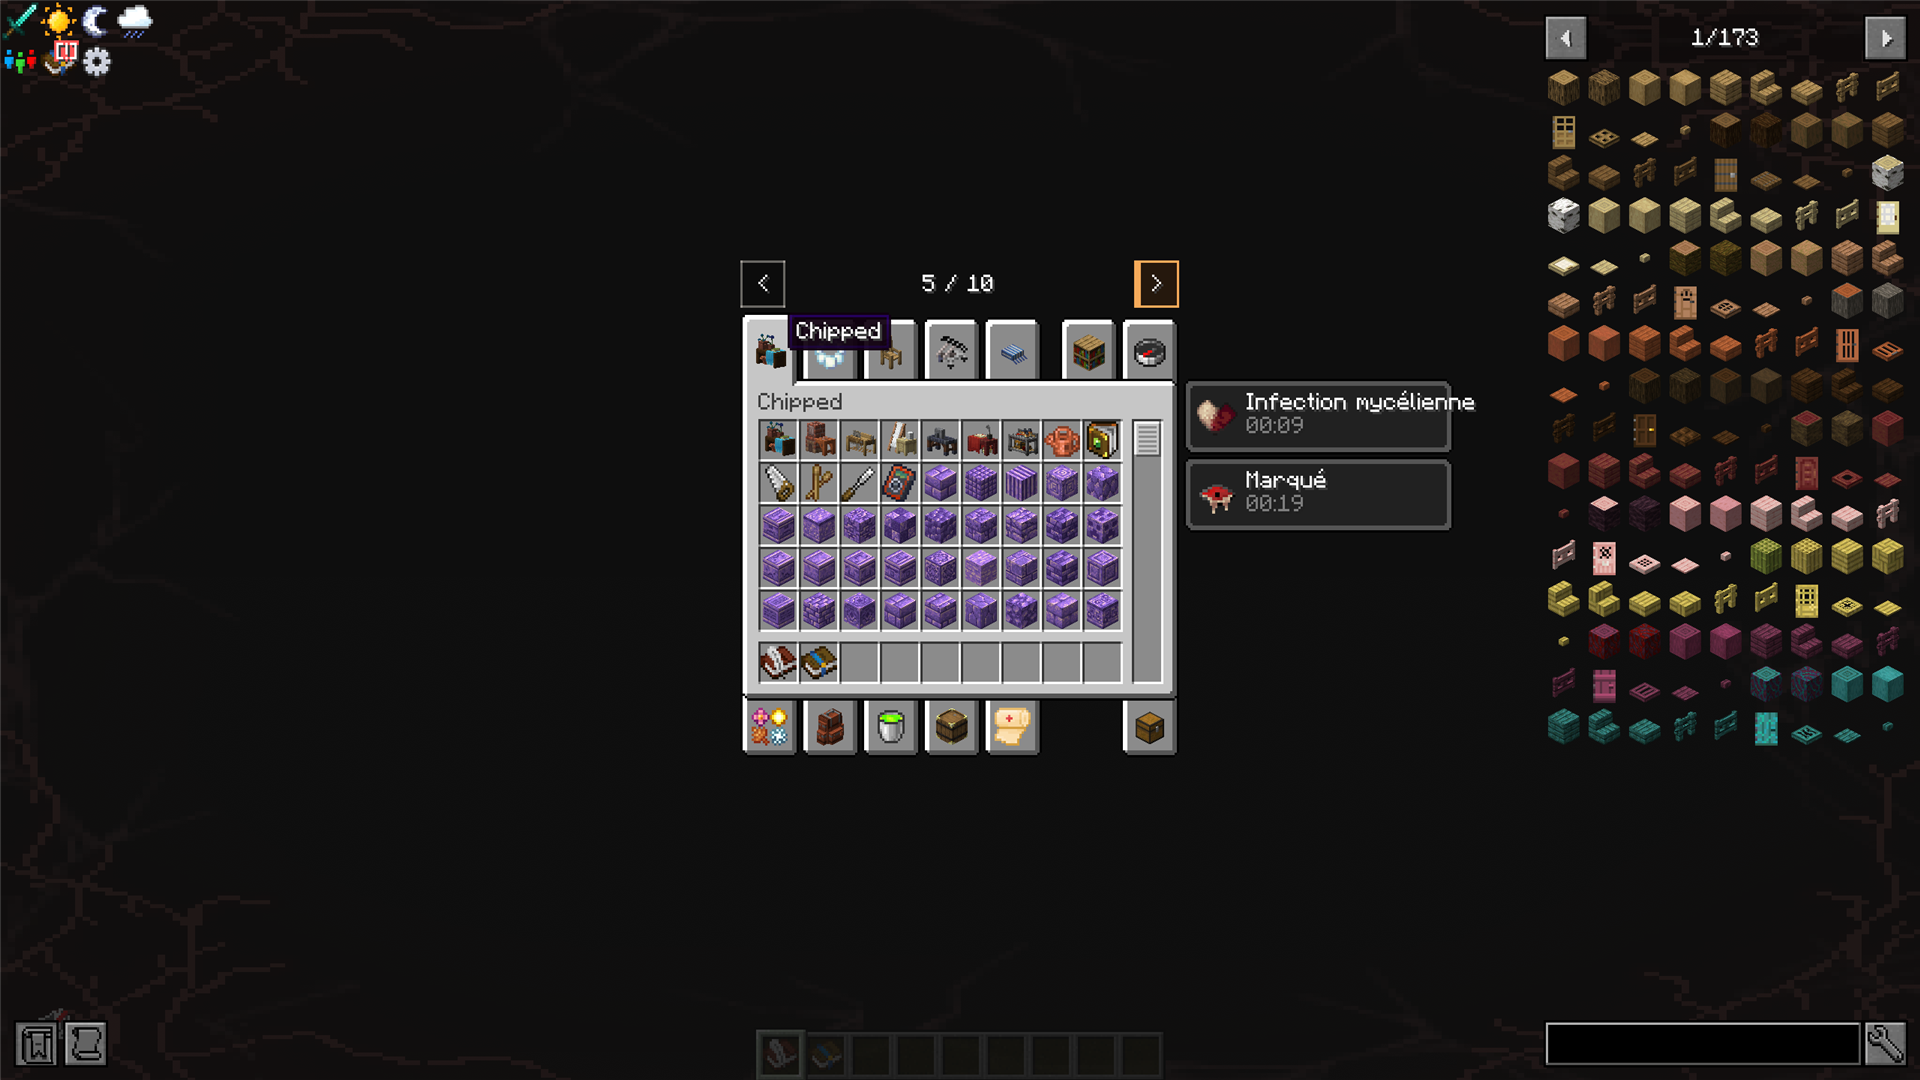 1/173
5 / 10
Chipped
Chipped
Infection mycélienne
00:09
Marqué
00:19